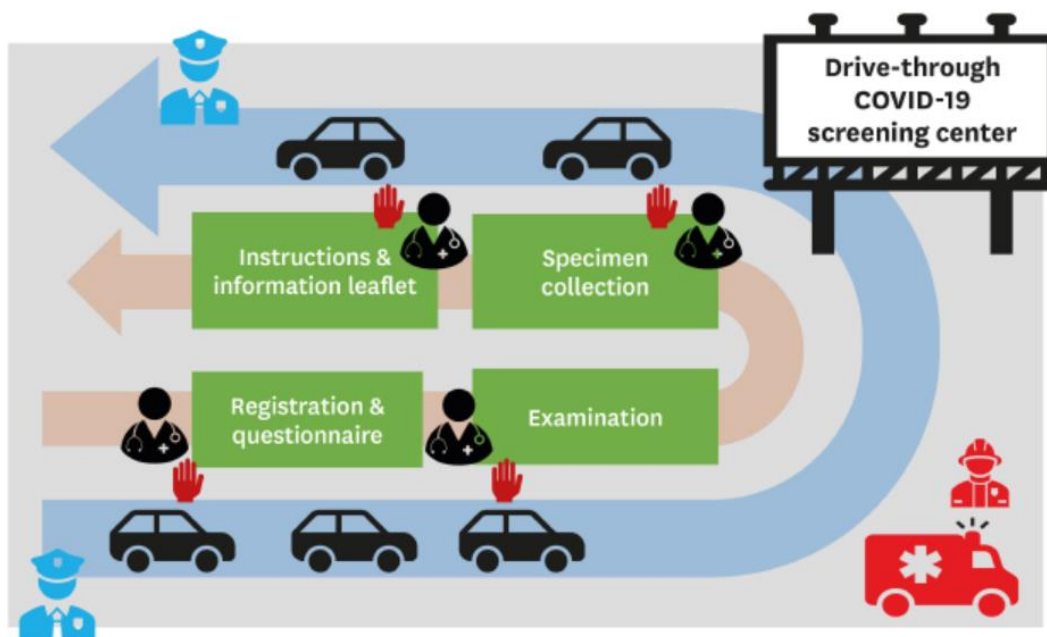 Drive-through
COVID-19
screening center
Instructions &
information leaflet
Specimen
collection
Registration &
questionnaire
Examination